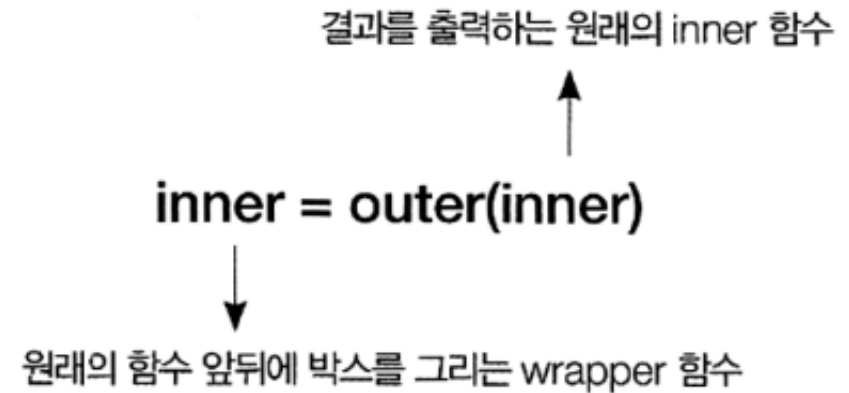 결과를 출력하는 원래의 inner 함수
inner = outer(inner)
원래의 함수 앞뒤에 박스를 그리는 wrapper 함수